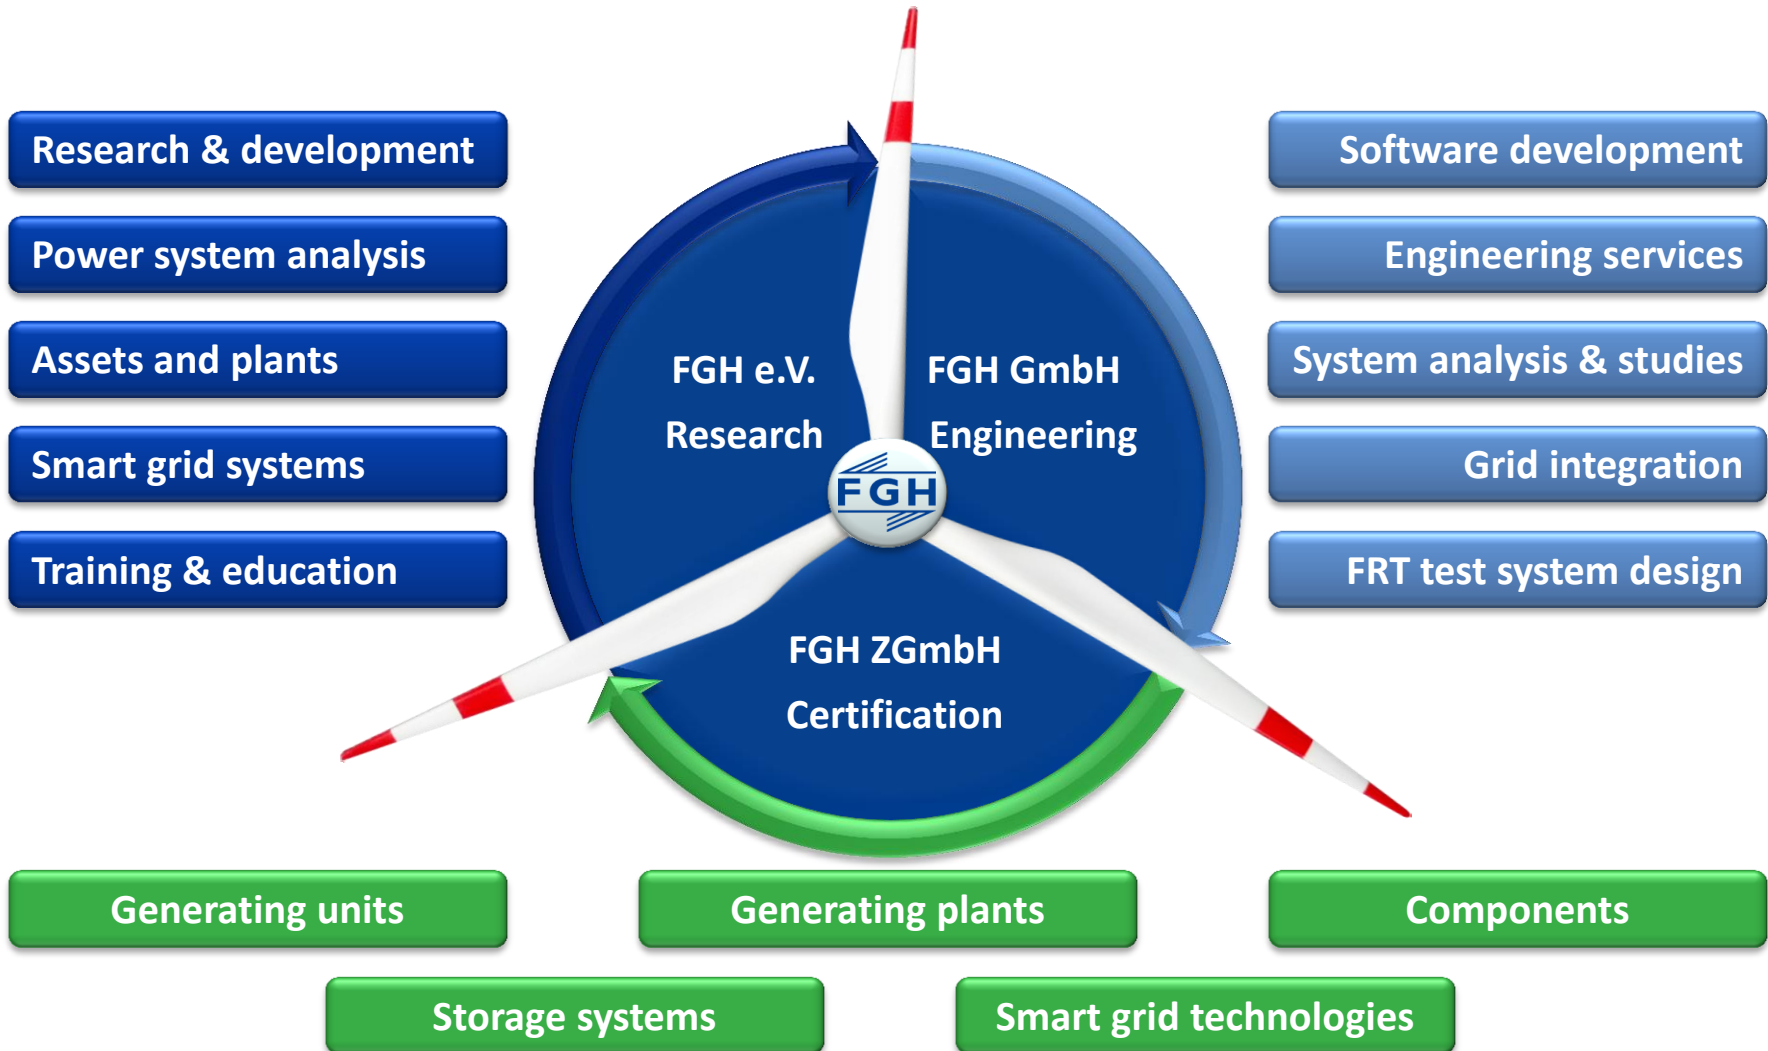 Research & development
Power system analysis
Assets and plants
Smart grid systems
Training & education
FGH e.V.
Research
FGH GmbH
Engineering
FGH
FGH ZGmbH
Certification
Software development
Engineering services
System analysis & studies
Grid integration
FRT test system design
Generating units
Generating plants
Components
Storage systems
Smart grid technologies